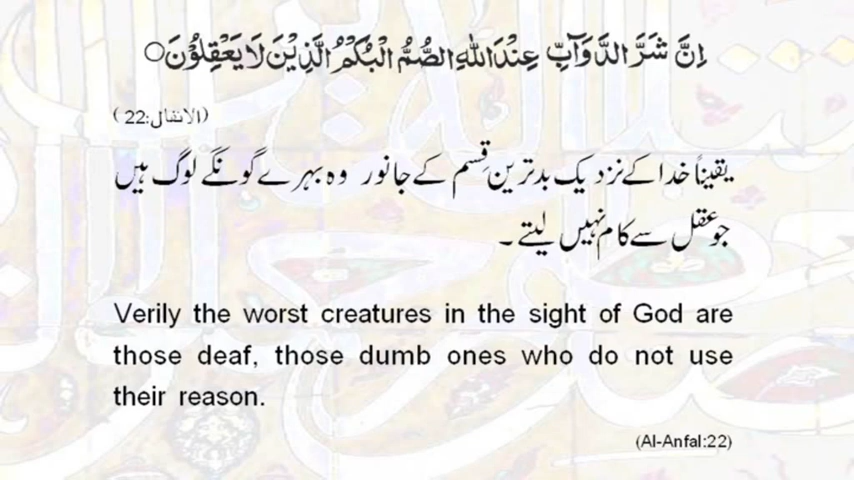 اِنَّ شَرَّ الدَّوَآبِّ عِنْدَ اللّٰهِ الصُّمُّ الْبُكْمُ الَّذِيْنَ لَا يَعْقِلُوْنَ○
(الانفال:22)
یقیناً خدا کے نزدیک بدترین قِسم کے جانور وہ بہرے گونگے لوگ ہیں
جو عقل سے کام نہیں لیتے ۔
Verily the worst creatures in the sight of God are
those deaf, those dumb ones who do not use
their reason.
(Al-Anfal:22)